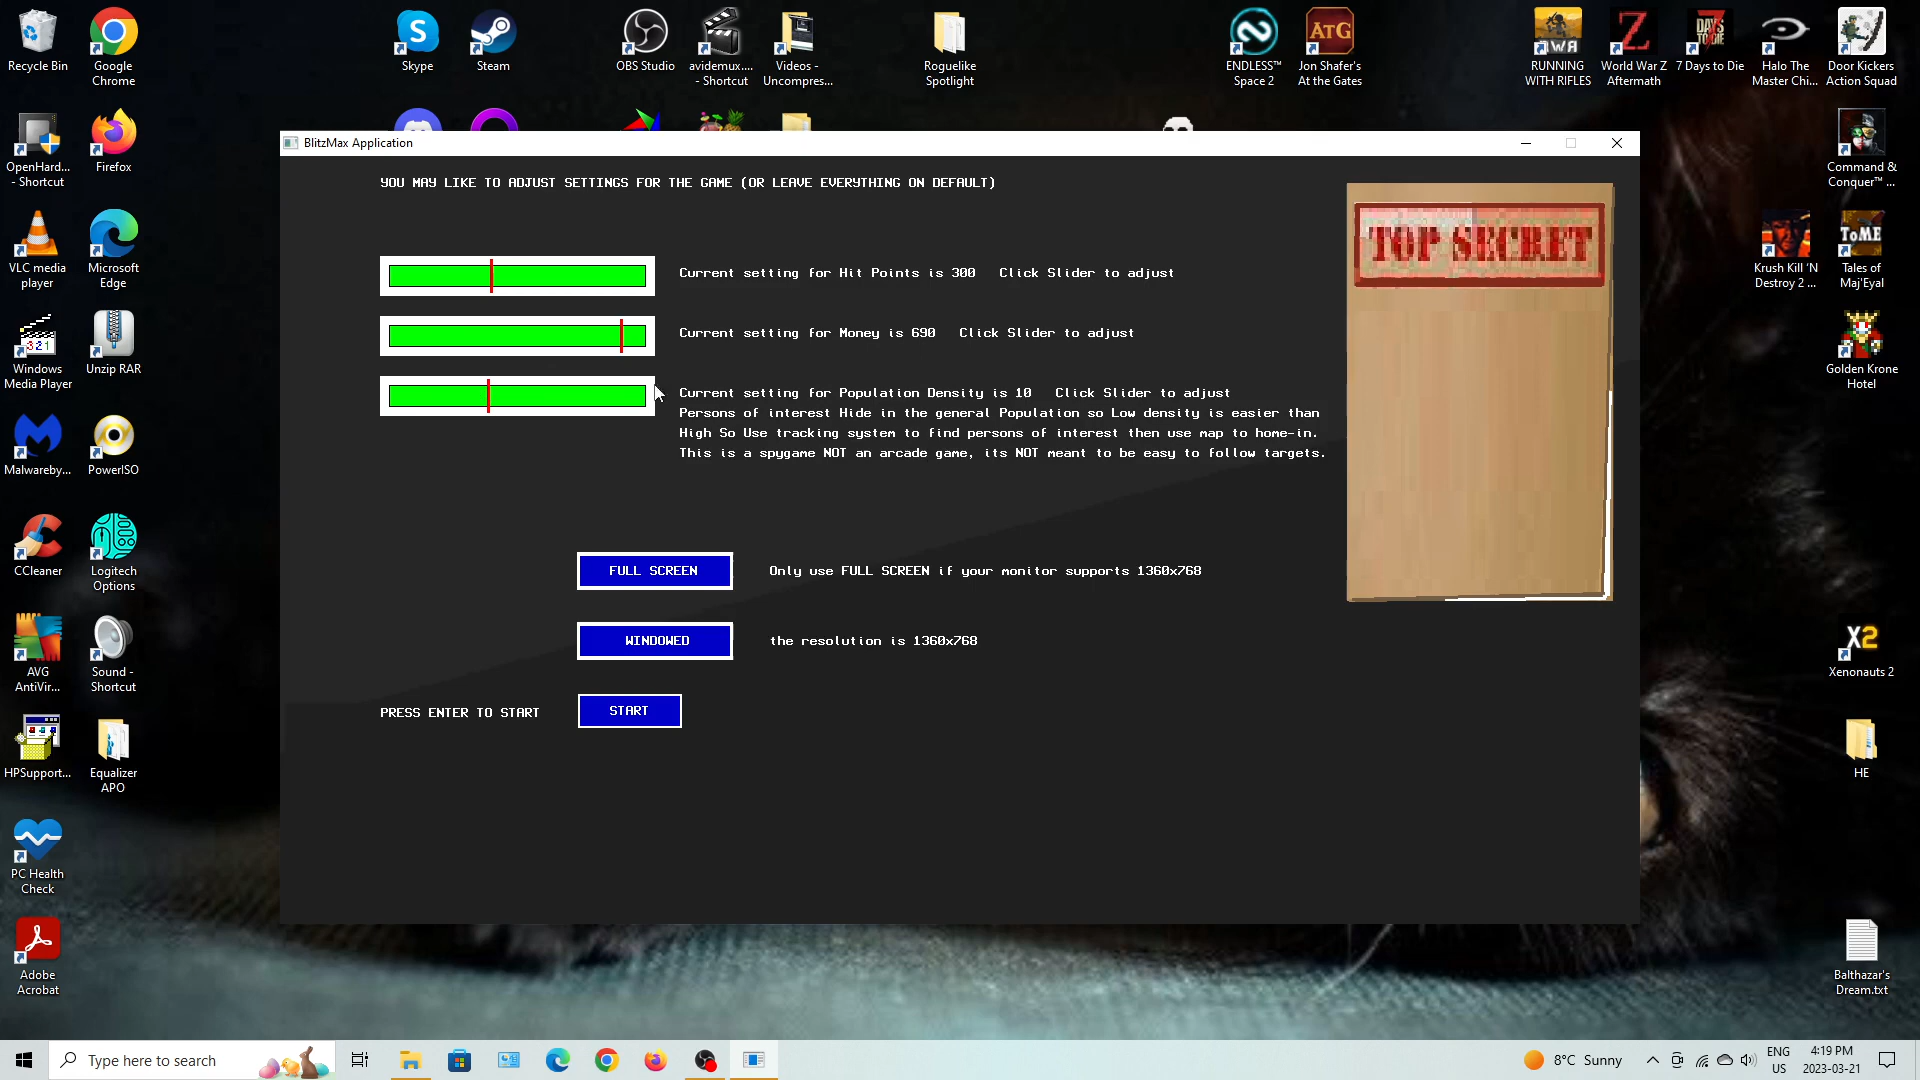 Recycle Bin
Google
Chrome
Skype
Steam
OBS Studio
avidemux....
- Shortcut
Videos -
Uncompres...
Roguelike
Spotlight
ENDLESS™
Space 2
ATG
Jon Shafer's
At the Gates
RWR
RUNNING
WITH RIFLES
World War Z
Aftermath
7 DAYS TO DIE
7 Days to Die
Halo The
Master Chi...
Door Kickers
Action Squad
OpenHard...
- Shortcut
Firefox
Command &
Conquer™ ...
VLC media
player
Microsoft
Edge
Krush Kill 'N
Destroy 2 ...
ToME
Tales of
Maj'Eyal
Windows
Media Player
Unzip RAR
Golden Krone
Hotel
Malwareby...
PowerISO
CCleaner
Logitech
Options
AVG
AntiVir...
Sound -
Shortcut
X2
Xenonauts 2
HPSupport...
Equalizer
APO
HE
PC Health
Check
Adobe
Acrobat
Balthazar's
Dream.txt
BlitzMax Application
YOU MAY LIKE TO ADJUST SETTINGS FOR THE GAME (OR LEAVE EVERYTHING ON DEFAULT)
TOP SECRET
Current setting for Hit Points is 300 Click Slider to adjust
Current setting for Money is 690 Click Slider to adjust
Current setting for Population Density is 10 Click Slider to adjust
Persons of interest Hide in the general Population so Low density is easier than
High So Use tracking system to find persons of interest then use map to home-in.
This is a spygame NOT an arcade game, its NOT meant to be easy to follow targets.
FULL SCREEN
Only use FULL SCREEN if your monitor supports 1360x768
WINDOWED
the resolution is 1360x768
PRESS ENTER TO START
START
Type here to search
8°C Sunny
ENG
US
4:19 PM
2023-03-21